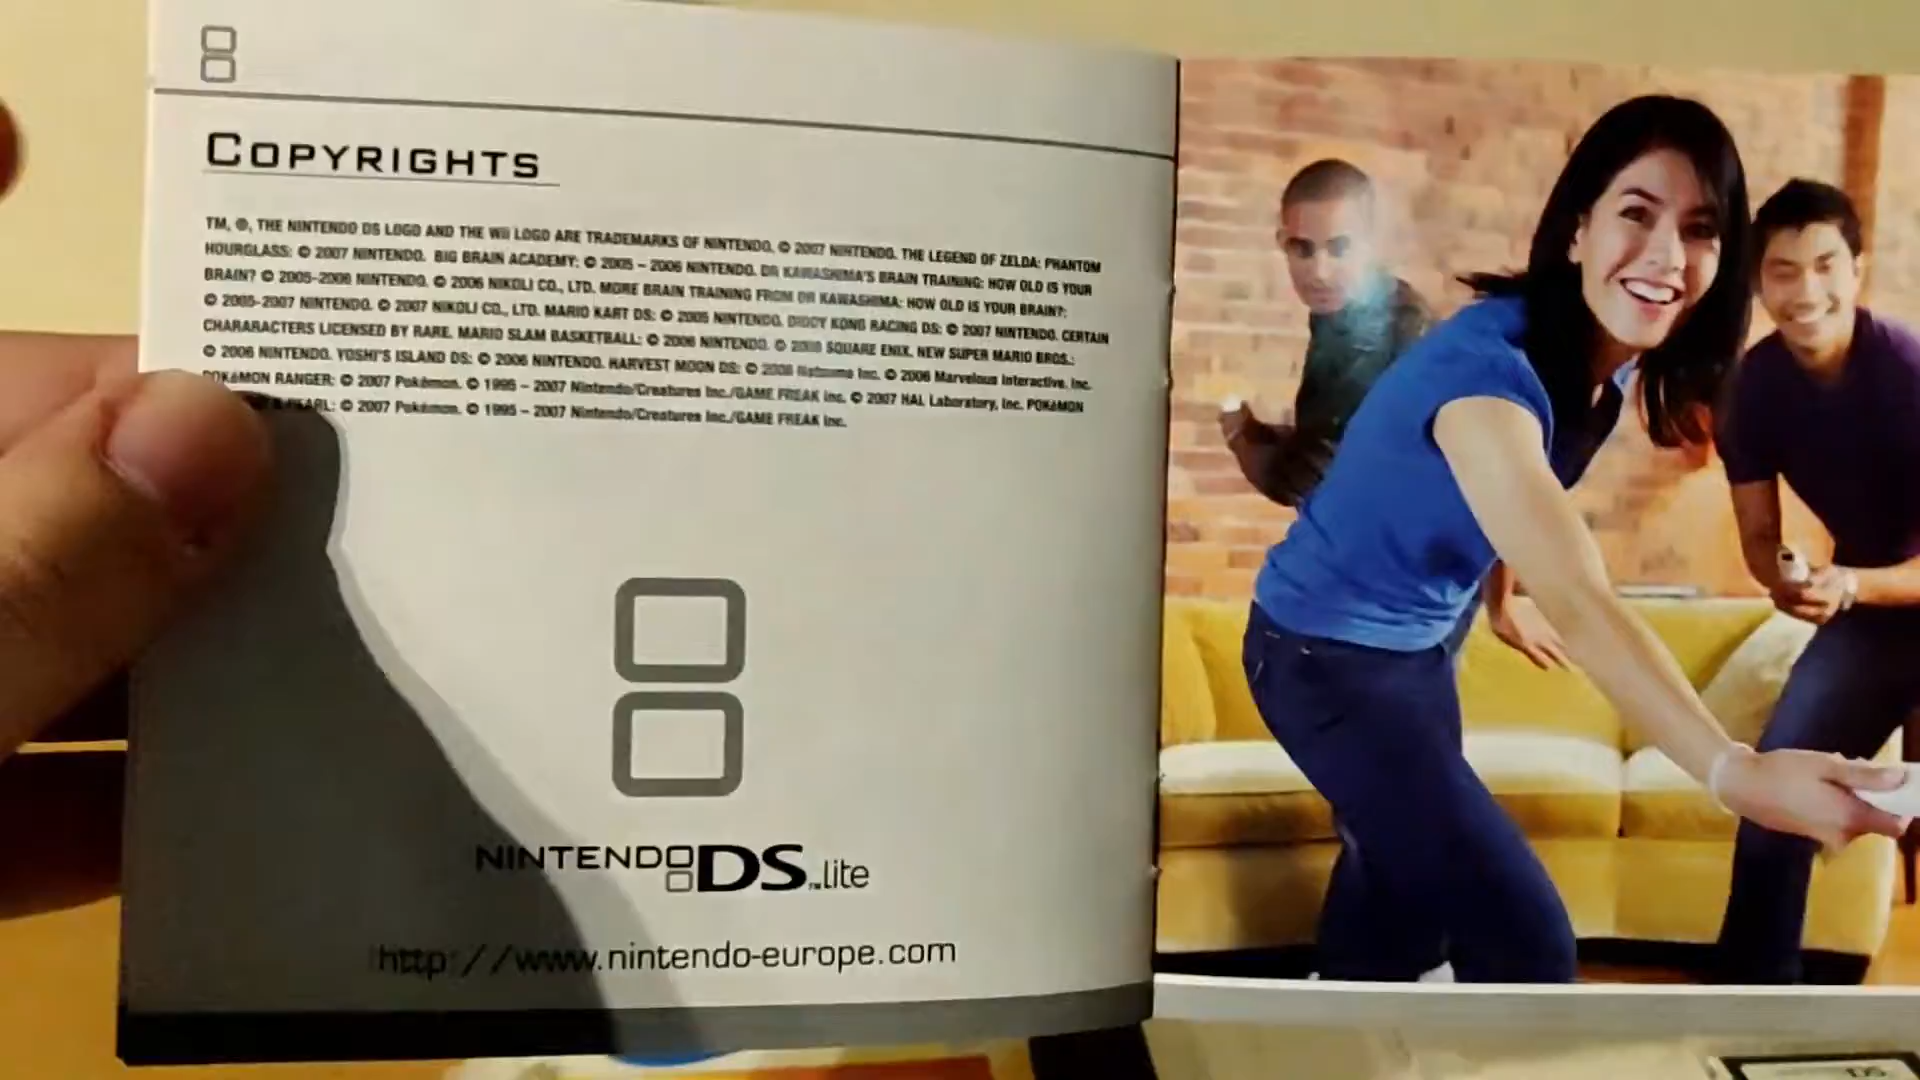 COPYRIGHTS
TM, ®, THE NINTENDO DS LOGO AND THE Wii LOGO ARE TRADEMARKS OF NINTENDO. © 2007 NINTENDO. THE LEGEND OF ZELDA: PHANTOM
HOURGLASS: © 2007 NINTENDO. BIG BRAIN ACADEMY: © 2005 – 2006 NINTENDO. DR KAWASHIMA'S BRAIN TRAINING: HOW OLD IS YOUR
BRAIN? © 2005-2006 NINTENDO. © 2006 NIKOLI CO., LTD. MORE BRAIN TRAINING FROM DR KAWASHIMA: HOW OLD IS YOUR BRAIN?:
© 2005-2007 NINTENDO. © 2007 NIKOLI CO., LTD. MARIO KART DS: © 2005 NINTENDO. DIDDY KONG RACING DS: © 2007 NINTENDO. CERTAIN
CHARARACTERS LICENSED BY RARE. MARIO SLAM BASKETBALL: © 2006 NINTENDO. © 2006 SQUARE ENIX. NEW SUPER MARIO BROS.:
© 2006 NINTENDO. YOSHI'S ISLAND DS: © 2006 NINTENDO. HARVEST MOON DS: © 2006 Natsume Inc. © 2006 Marvelous Interactive. Inc.
POKéMON RANGER: © 2007 Pokémon. © 1995 – 2007 Nintendo/Creatures Inc./GAME FREAK Inc. © 2007 HAL Laboratory, Inc. POKéMON
& PEARL: © 2007 Pokémon. © 1995 – 2007 Nintendo/Creatures Inc./GAME FREAK Inc.
NINTENDO DS™ lite
http://www.nintendo-europe.com
DS